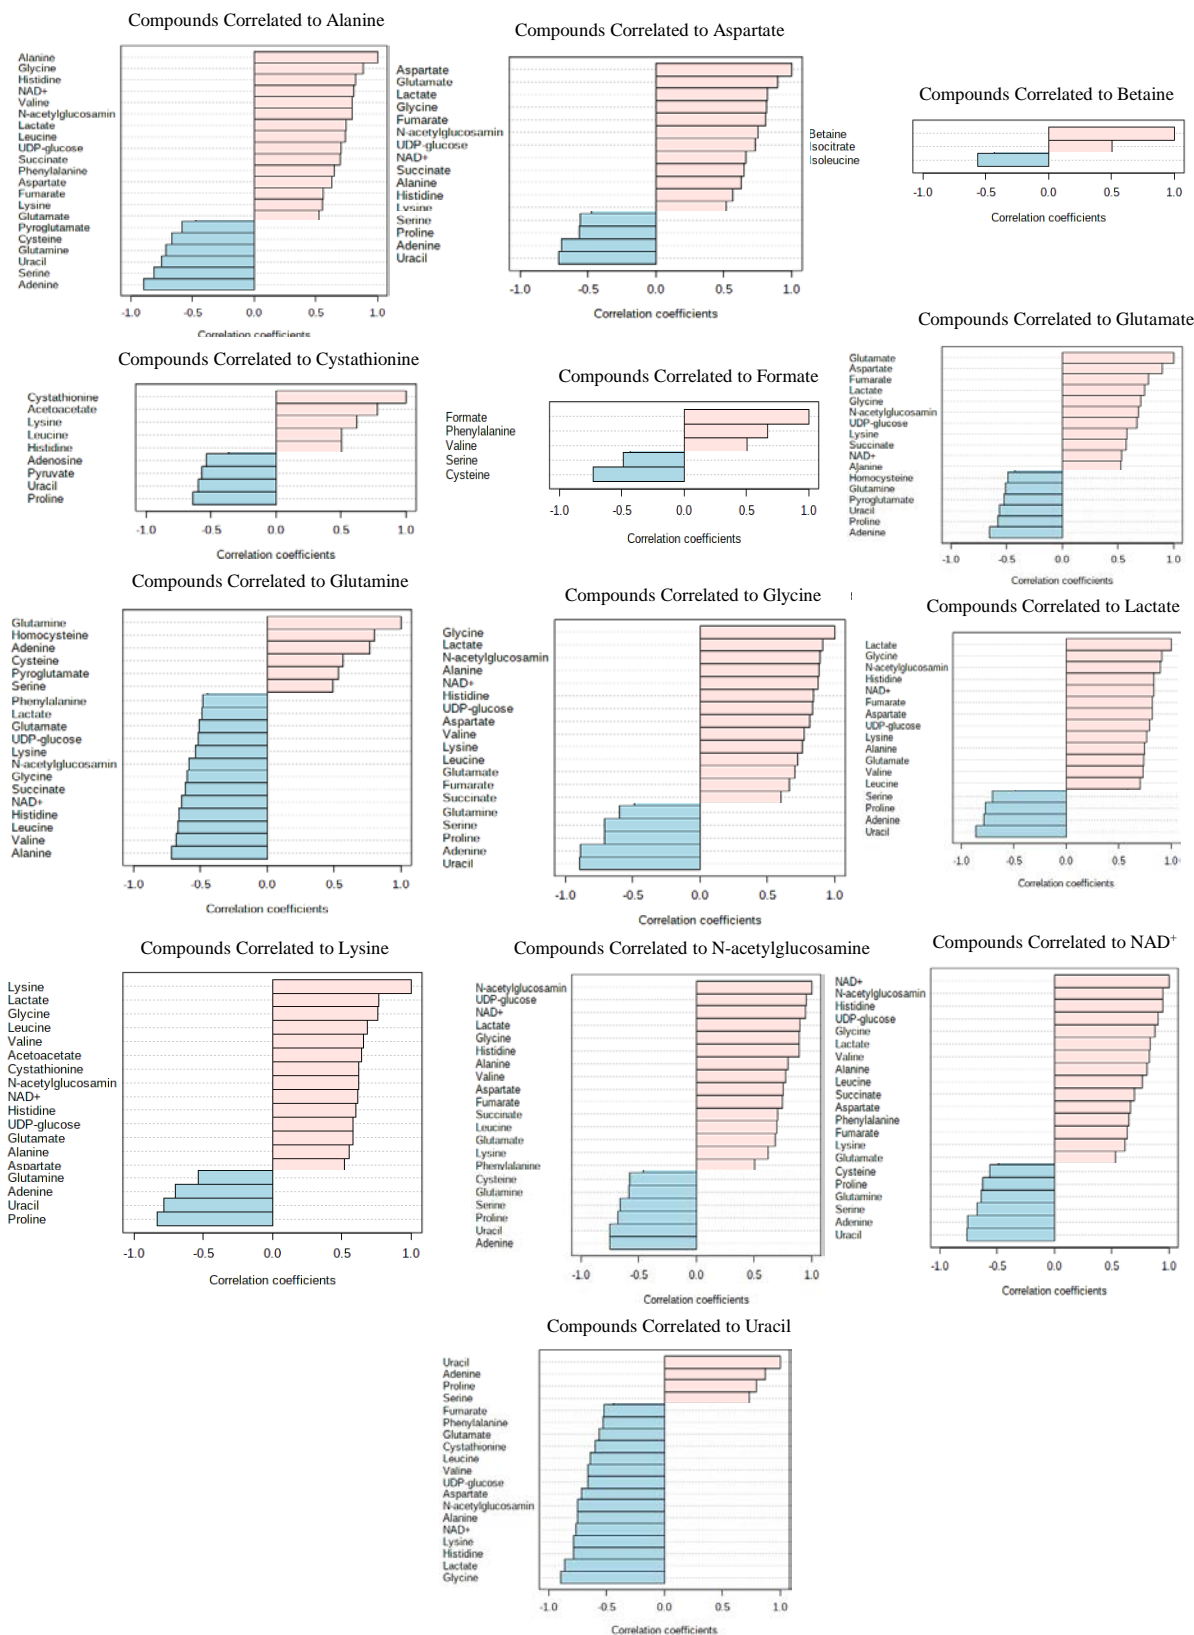 Compounds Correlated to Alanine
Alanine
Glycine
Histidine
NAD+
Valine
N-acetylglucosamin
Lactate
Leucine
UDP-glucose
Succinate
Phenylalanine
Aspartate
Fumarate
Lysine
Glutamate
Pyroglutamate
Cysteine
Glutamine
Uracil
Serine
Adenine
-1.0 -0.5 0.0 0.5 1.0
Correlation coefficients
Compounds Correlated to Aspartate
Aspartate
Glutamate
Lactate
Glycine
Fumarate
N-acetylglucosamin
UDP-glucose
NAD+
Succinate
Alanine
Histidine
Lysine
Serine
Proline
Adenine
Uracil
-1.0 -0.5 0.0 0.5 1.0
Correlation coefficients
Compounds Correlated to Betaine
Betaine
Isocitrate
Isoleucine
-1.0 -0.5 0.0 0.5 1.0
Correlation coefficients
Compounds Correlated to Cystathionine
Cystathionine
Acetoacetate
Lysine
Leucine
Histidine
Adenosine
Pyruvate
Uracil
Proline
-1.0 -0.5 0.0 0.5 1.0
Correlation coefficients
Compounds Correlated to Formate
Formate
Phenylalanine
Valine
Serine
Cysteine
-1.0 -0.5 0.0 0.5 1.0
Correlation coefficients
Compounds Correlated to Glutamate
Glutamate
Aspartate
Fumarate
Lactate
Glycine
N-acetylglucosamin
UDP-glucose
Lysine
Succinate
NAD+
Alanine
Homocysteine
Glutamine
Pyroglutamate
Uracil
Proline
Adenine
-1.0 -0.5 0.0 0.5 1.0
Correlation coefficients
Compounds Correlated to Glutamine
Glutamine
Homocysteine
Adenine
Cysteine
Pyroglutamate
Serine
Phenylalanine
Lactate
Glutamate
UDP-glucose
Lysine
N-acetylglucosamin
Glycine
Succinate
NAD+
Histidine
Leucine
Valine
Alanine
-1.0 -0.5 0.0 0.5 1.0
Correlation coefficients
Compounds Correlated to Glycine
Glycine
Lactate
N-acetylglucosamin
Alanine
NAD+
Histidine
UDP-glucose
Aspartate
Valine
Lysine
Leucine
Glutamate
Fumarate
Succinate
Glutamine
Serine
Proline
Adenine
Uracil
-1.0 -0.5 0.0 0.5 1.0
Correlation coefficients
Compounds Correlated to Lactate
Lactate
Glycine
N-acetylglucosamin
Histidine
NAD+
Fumarate
Aspartate
UDP-glucose
Lysine
Alanine
Glutamate
Valine
Leucine
Serine
Proline
Adenine
Uracil
-1.0 -0.5 0.0 0.5 1.0
Correlation coefficients
Compounds Correlated to Lysine
Lysine
Lactate
Glycine
Leucine
Valine
Acetoacetate
Cystathionine
N-acetylglucosamin
NAD+
Histidine
UDP-glucose
Glutamate
Alanine
Aspartate
Glutamine
Adenine
Uracil
Proline
-1.0 -0.5 0.0 0.5 1.0
Correlation coefficients
Compounds Correlated to N-acetylglucosamine
N-acetylglucosamin
UDP-glucose
NAD+
Lactate
Glycine
Histidine
Alanine
Valine
Aspartate
Fumarate
Succinate
Leucine
Glutamate
Lysine
Phenylalanine
Cysteine
Glutamine
Serine
Proline
Uracil
Adenine
-1.0 -0.5 0.0 0.5 1.0
Correlation coefficients
Compounds Correlated to NAD⁺
NAD+
N-acetylglucosamin
Histidine
UDP-glucose
Glycine
Lactate
Valine
Alanine
Leucine
Succinate
Aspartate
Phenylalanine
Fumarate
Lysine
Glutamate
Cysteine
Proline
Glutamine
Serine
Adenine
Uracil
-1.0 -0.5 0.0 0.5 1.0
Correlation coefficients
Compounds Correlated to Uracil
Uracil
Adenine
Proline
Serine
Fumarate
Phenylalanine
Glutamate
Cystathionine
Leucine
Valine
UDP-glucose
Aspartate
N-acetylglucosamin
Alanine
NAD+
Lysine
Histidine
Lactate
Glycine
-1.0 -0.5 0.0 0.5 1.0
Correlation coefficients